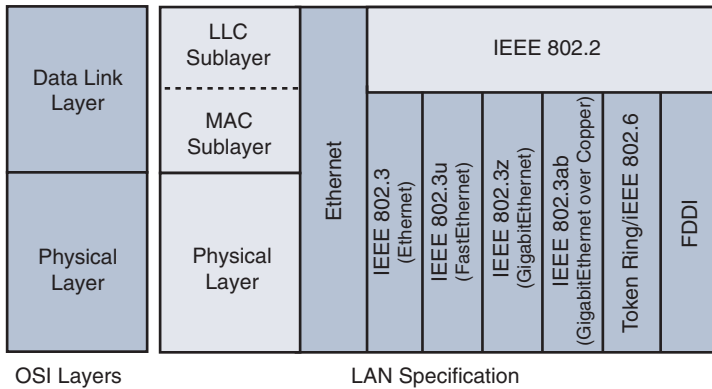 Data Link
Layer
Physical
Layer
OSI Layers
LLC
Sublayer
MAC
Sublayer
Physical
Layer
Ethernet
IEEE 802.2
IEEE 802.3
(Ethernet)
IEEE 802.3u
(FastEthernet)
IEEE 802.3z
(GigabitEthernet)
IEEE 802.3ab
(GigabitEthernet over Copper)
Token Ring/iEEE 802.6
FDDI
LAN Specification